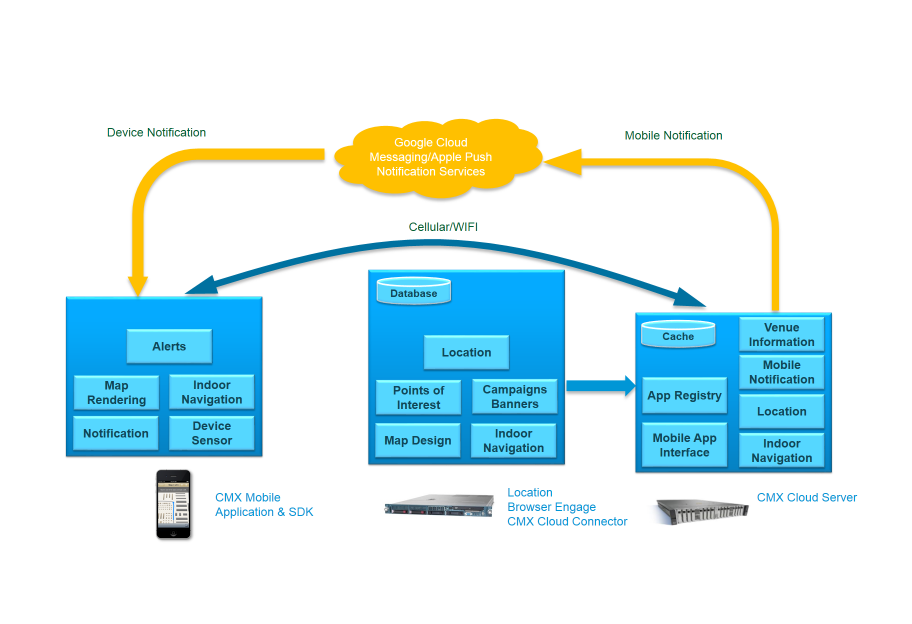 Device Notification
Google Cloud
Messaging/Apple Push
Notification Services
Mobile Notification
Cellular/WIFI
Alerts
Map
Rendering
Indoor
Navigation
Notification
Device
Sensor
Database
Location
Points of
Interest
Campaigns
Banners
Map Design
Indoor
Navigation
Cache
Venue
Information
Mobile
Notification
App Registry
Location
Mobile App
Interface
Indoor
Navigation
CMX Mobile
Application & SDK
Location
Browser Engage
CMX Cloud Connector
CMX Cloud Server